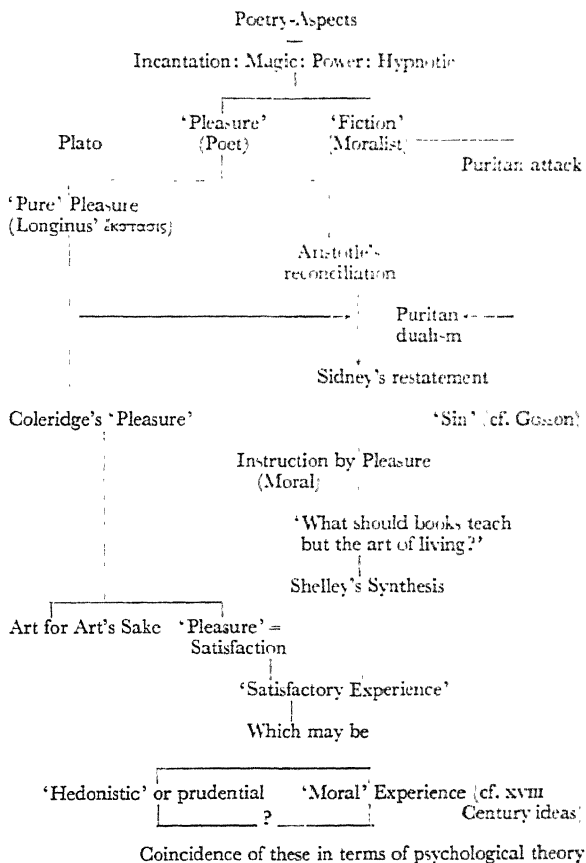 Poetry-Aspects
Incantation: Magic: Power: Hypnotic
'Pleasure' 'Fiction'
Plato (Poet) (Moralist)
Puritan attack
'Pure' Pleasure
(Longinus' ἔκστασις)
Aristotle's
reconciliation
Puritan
dualism
Sidney's restatement
Coleridge's 'Pleasure' 'Sin' (cf. Gosson)
Instruction by Pleasure
(Moral)
'What should books teach
but the art of living?'
Shelley's Synthesis
Art for Art's Sake 'Pleasure' =
Satisfaction
'Satisfactory Experience'
Which may be
'Hedonistic' or prudential 'Moral' Experience (cf. XVIII
? Century ideas)
Coincidence of these in terms of psychological theory